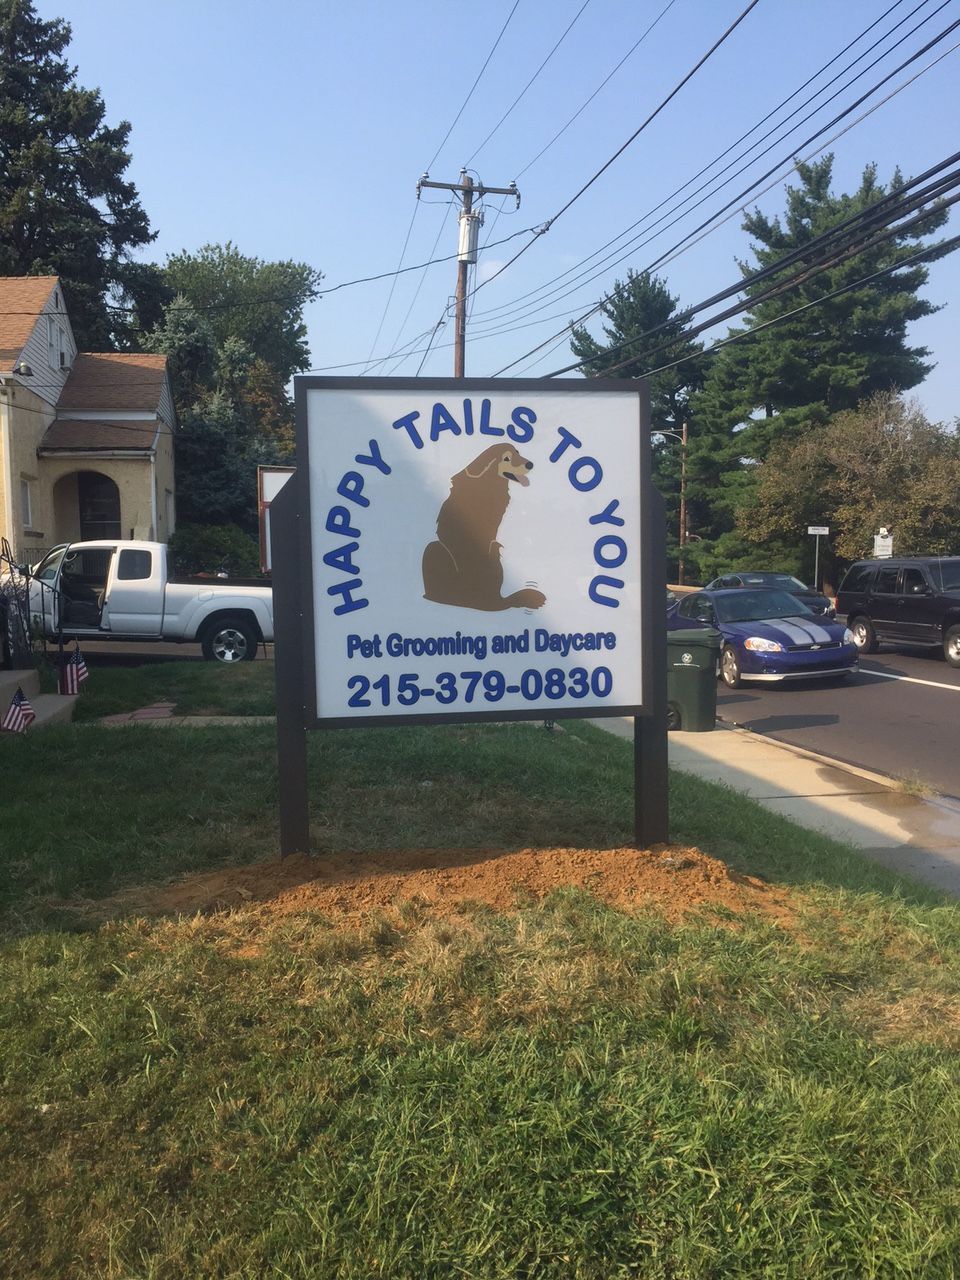 HAPPY TAILS TO YOU
Pet Grooming and Daycare
215-379-0830